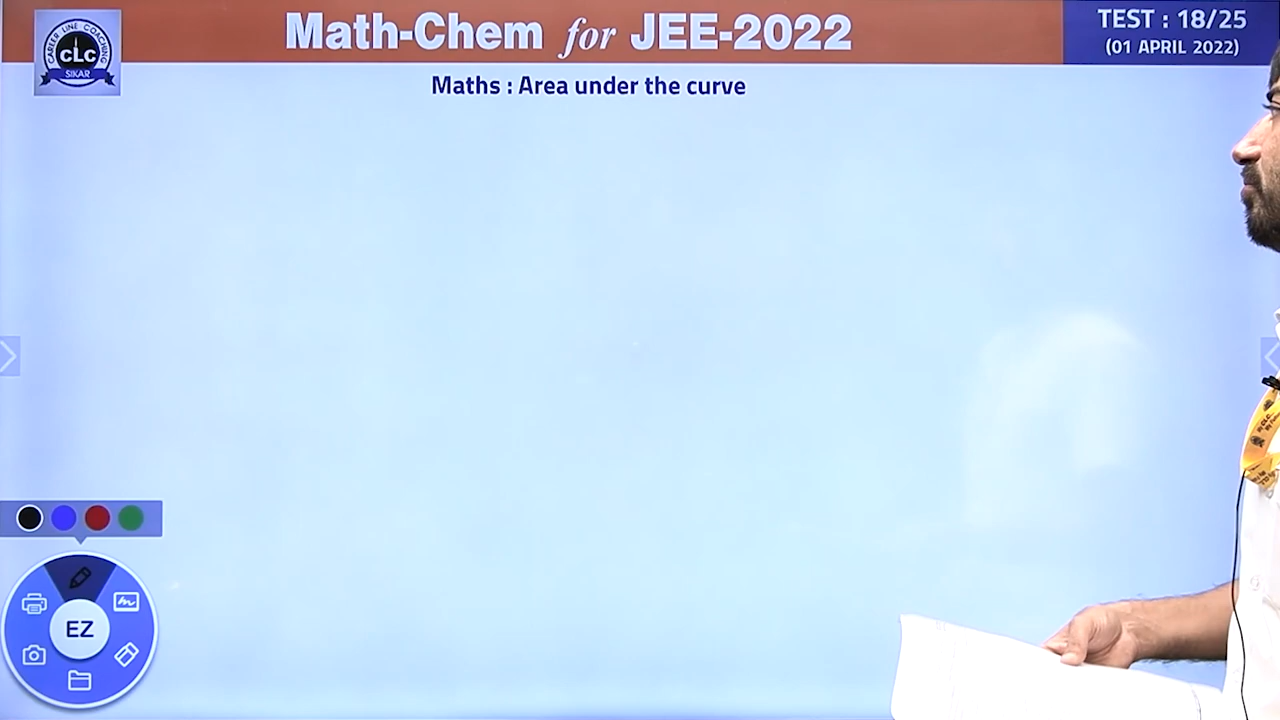 Math-Chem for JEE-2022
TEST : 18/25
(01 APRIL 2022)
CAREER LINE COACHING
CLC
SIKAR
Maths : Area under the curve
EZ